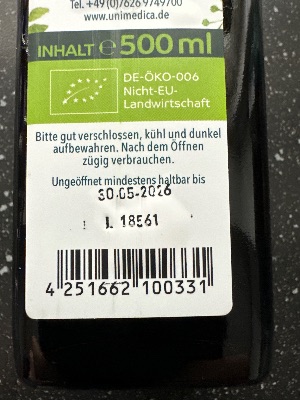 Tel. +49(0)7626 9749700
www.unimedica.de
INHALT ℮ 500 ml
DE-ÖKO-006
Nicht-EU-
Landwirtschaft
Bitte gut verschlossen, kühl und dunkel
aufbewahren. Nach dem Öffnen
zügig verbrauchen.
Ungeöffnet mindestens haltbar bis
30-05-2026
L 18561
4 251662 100331